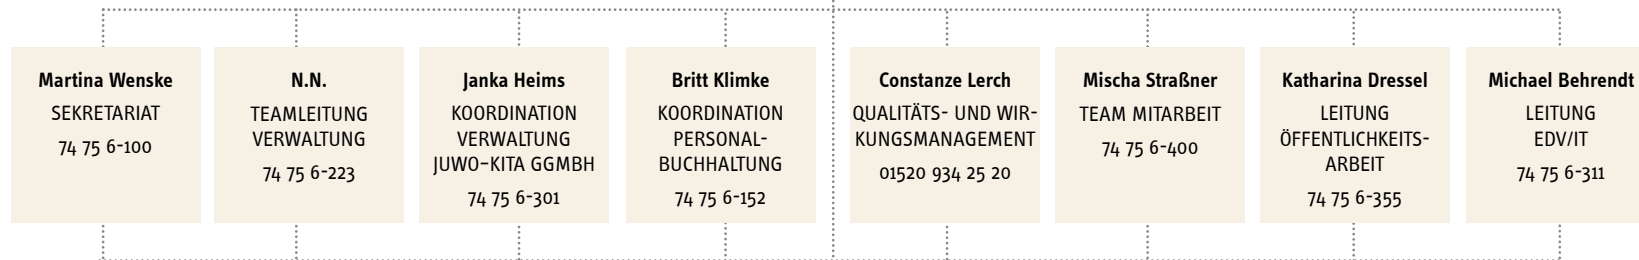 Martina Wenske
SEKRETARIAT
74 75 6-100
N.N.
TEAMLEITUNG
VERWALTUNG
74 75 6-223
Janka Heims
KOORDINATION
VERWALTUNG
JUWO-KITA GGMBH
74 75 6-301
Britt Klimke
KOORDINATION
PERSONAL-
BUCHHALTUNG
74 75 6-152
Constanze Lerch
QUALITÄTS- UND WIR-
KUNGSMANAGEMENT
01520 934 25 20
Mischa Straßner
TEAM MITARBEIT
74 75 6-400
Katharina Dressel
LEITUNG
ÖFFENTLICHKEITS-
ARBEIT
74 75 6-355
Michael Behrendt
LEITUNG
EDV/IT
74 75 6-311